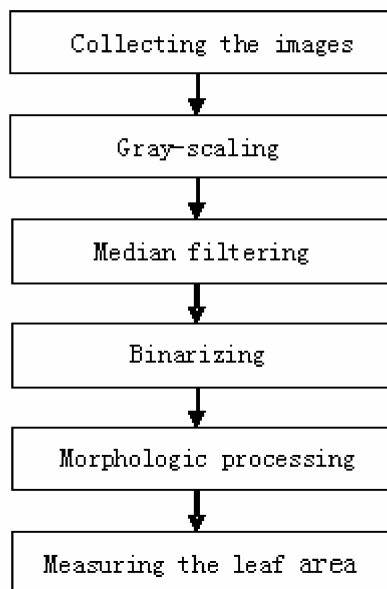 Collecting the images
Gray-scaling
Median filtering
Binarizing
Morphologic processing
Measuring the leaf area